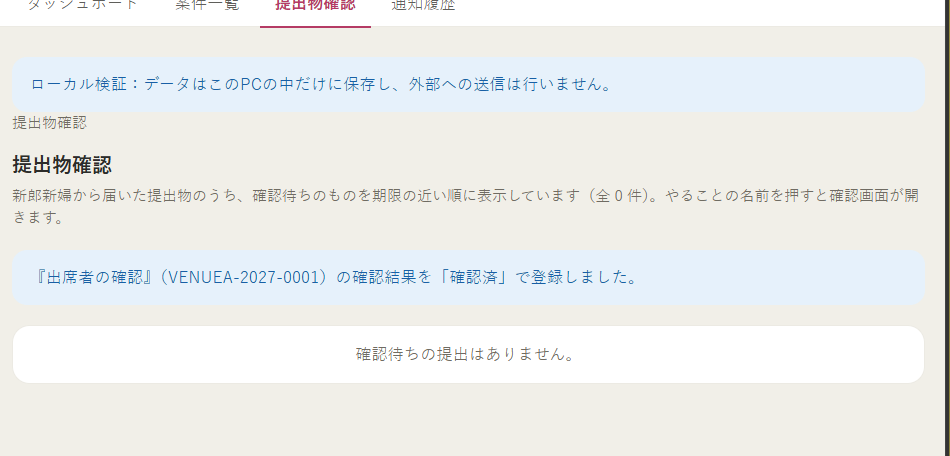 ダッシュボード 案件一覧 提出物確認 通知履歴
ローカル検証：データはこのPCの中だけに保存し、外部への送信は行いません。
提出物確認
提出物確認
新郎新婦から届いた提出物のうち、確認待ちのものを期限の近い順に表示しています（全 0 件）。やることの名前を押すと確認画面が開
きます。
『出席者の確認』（VENUEA-2027-0001）の確認結果を「確認済」で登録しました。
確認待ちの提出はありません。